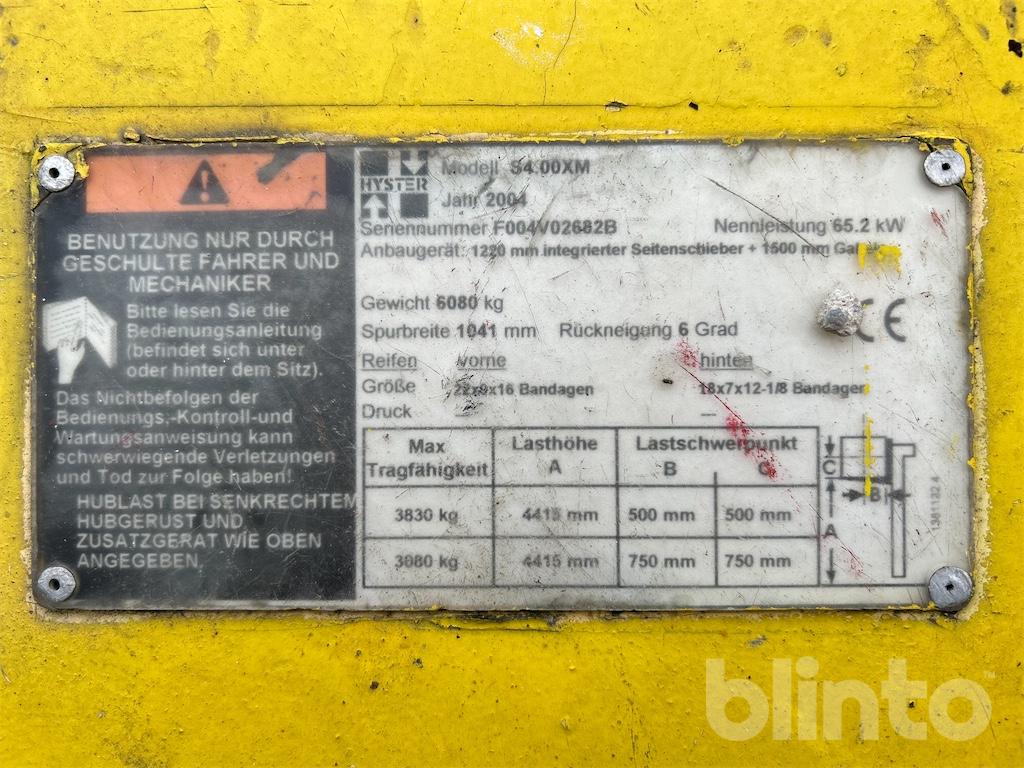 BENUTZUNG NUR DURCH
GESCHULTE FAHRER UND
MECHANIKER
Bitte lesen Sie die
Bedienungsanleitung
(befindet sich unter
oder hinter dem Sitz).
Das Nichtbefolgen der
Bedienungs,-Kontroll-und
Wartungsanweisung kann
schwerwiegende Verletzungen
und Tod zur Folge haben!
HUBLAST BEI SENKRECHTEM
HUBGERUST UND
ZUSATZGERAT WIE OBEN
ANGEGEBEN.
HYSTER
Modell S4.00XM
Jahr 2004
Seriennummer F004V02682B Nennleistung 65.2 kW
Anbaugerät: 1220 mm integrierter Seitenschieber + 1500 mm
Gewicht 6080 kg
Spurbreite 1041 mm Rückneigang 6 Grad
CE
Reifen vorne hinten
Größe 22x9x16 Bandagen 18x7x12-1/8 Bandagen
Druck — —
Max Lasthöhe Lastschwerpunkt
Tragfähigkeit A B C
3830 kg 4415 mm 500 mm 500 mm
3080 kg 4415 mm 750 mm 750 mm
C
B
A
1381122.4
blinto